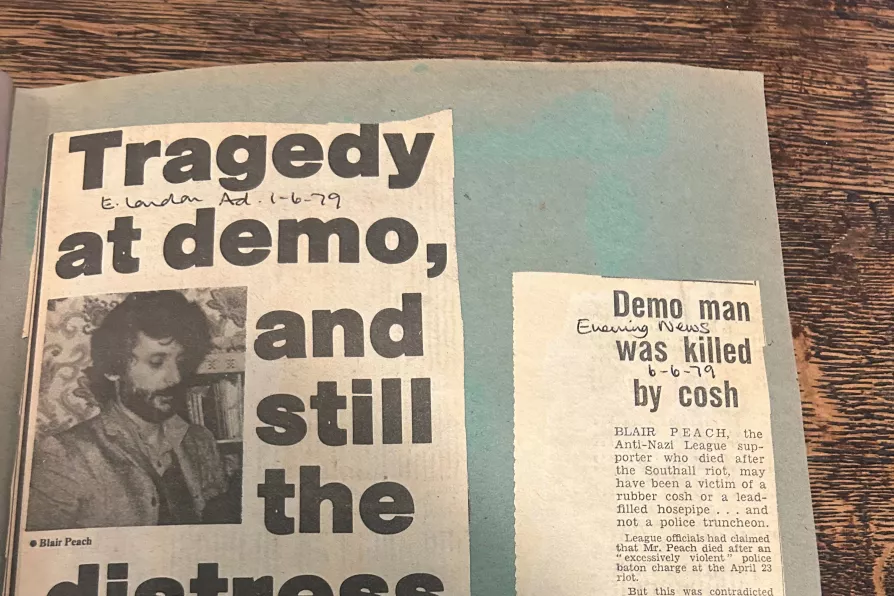 Tragedy
E. London Ad. 1-6-79
at demo,
and
still
the
distress
● Blair Peach
Demo man
Evening News
was killed
6-6-79
by cosh
BLAIR PEACH, the
Anti-Nazi League sup-
porter who died after
the Southall riot, may
have been a victim of a
rubber cosh or a lead-
filled hosepipe . . . and
not a police truncheon.
League officials had claimed
that Mr. Peach died after an
"excessively violent" police
baton charge at the April 23
riot.
But this was contradicted